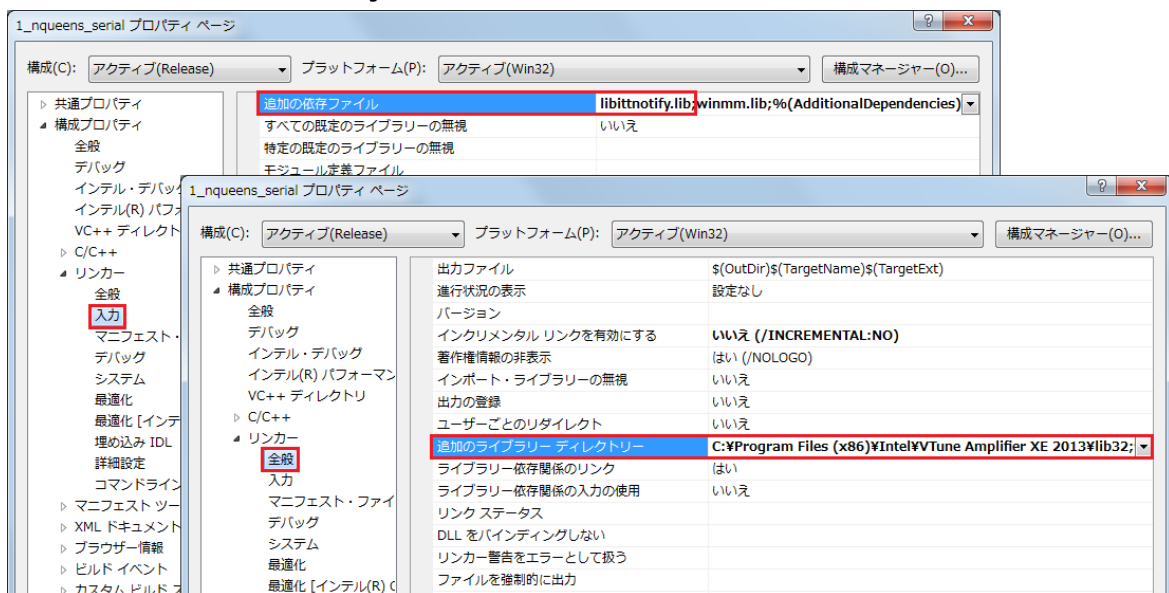 1_nqueens_serial プロパティ ページ
構成(C): アクティブ(Release) プラットフォーム(P): アクティブ(Win32) 構成マネージャー(O)...
共通プロパティ
構成プロパティ
全般
デバッグ
インテル・デバッ
インテル(R) パフ
VC++ ディレクト
C/C++
リンカー
全般
入力
マニフェスト・
デバッグ
システム
最適化
最適化 [インテ
埋め込み IDL
詳細設定
コマンドライン
マニフェスト ツー
XML ドキュメント
ブラウザー情報
ビルド イベント
カスタム ビルド ス
追加の依存ファイル libittnotify.lib;winmm.lib;%(AdditionalDependencies)
すべての既定のライブラリーの無視 いいえ
特定の既定のライブラリーの無視
モジュール定義ファイル
1_nqueens_serial プロパティ ページ
構成(C): アクティブ(Release) プラットフォーム(P): アクティブ(Win32) 構成マネージャー(O)...
共通プロパティ
構成プロパティ
全般
デバッグ
インテル・デバッグ
インテル(R) パフォーマン
VC++ ディレクトリ
C/C++
リンカー
全般
入力
マニフェスト・ファイ
デバッグ
システム
最適化
最適化 [インテル(R) C
出力ファイル $(OutDir)$(TargetName)$(TargetExt)
進行状況の表示 設定なし
バージョン
インクリメンタル リンクを有効にする いいえ (/INCREMENTAL:NO)
著作権情報の非表示 はい (/NOLOGO)
インポート・ライブラリーの無視 いいえ
出力の登録 いいえ
ユーザーごとのリダイレクト いいえ
追加のライブラリー ディレクトリー C:¥Program Files (x86)¥Intel¥VTune Amplifier XE 2013¥lib32;
ライブラリー依存関係のリンク はい
ライブラリー依存関係の入力の使用 いいえ
リンク ステータス
DLL をバインディングしない
リンカー警告をエラーとして扱う
ファイルを強制的に出力